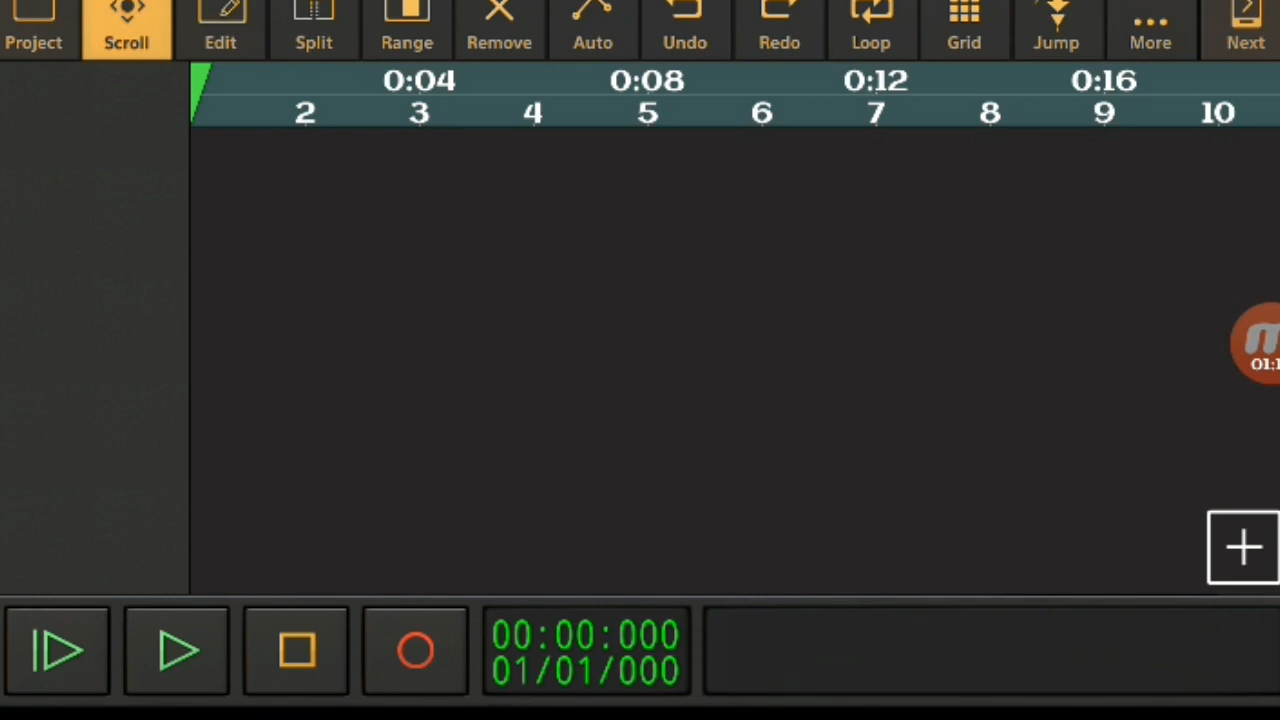 Project Scroll Edit Split Range Remove Auto Undo Redo Loop Grid Jump More Next
0:04 0:08 0:12 0:16
2 3 4 5 6 7 8 9 10
00:00:000
01/01/000